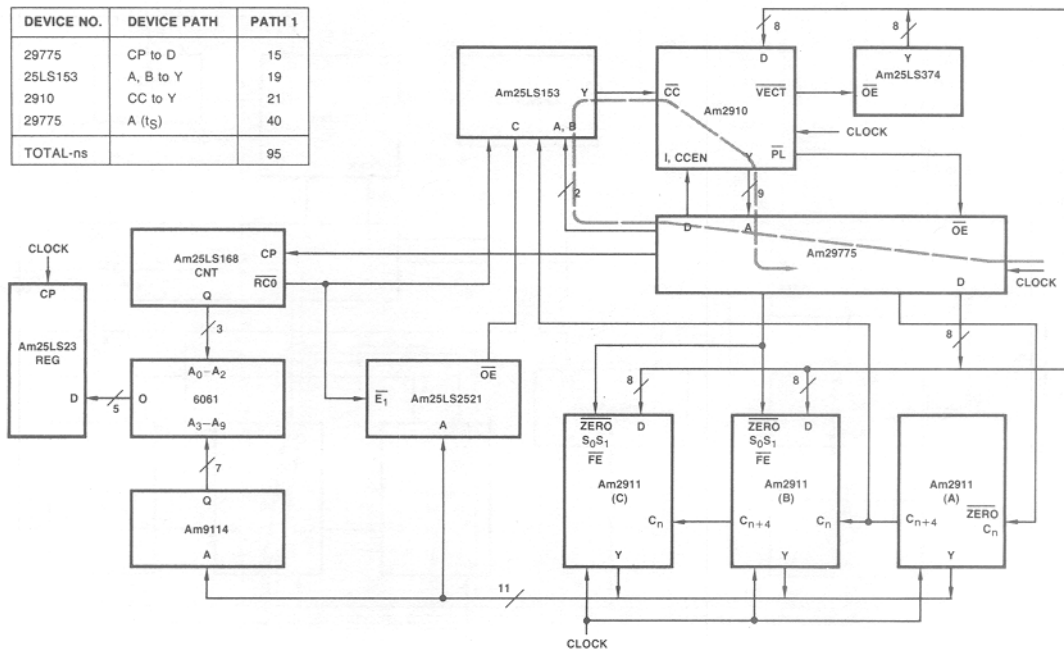 DEVICE NO. DEVICE PATH PATH 1
29775 CP to D 15
25LS153 A, B to Y 19
2910 CC to Y 21
29775 A (tS) 40
TOTAL-ns 95
8
8
D
Y
Am25LS374
OE
Am25LS153 Y
C A, B
CC
VECT
Am2910
CLOCK
I, CCEN Y
PL
2
9
D A
OE
Am29775
CLOCK
D
8
CLOCK
CP
Am25LS23
REG
D
5
Am25LS168
CNT
CP
RC0
Q
3
A0–A2
O 6061
A3–A9
7
Q
Am9114
A
OE
E1
Am25LS2521
A
8
8
ZERO D
S0S1
FE
Am2911
(C)
Cn
Y
ZERO D
S0S1
FE
Am2911
(B)
Cn+4 Cn
Y
Am2911
(A)
ZERO
Cn+4 Cn
Y
11
CLOCK